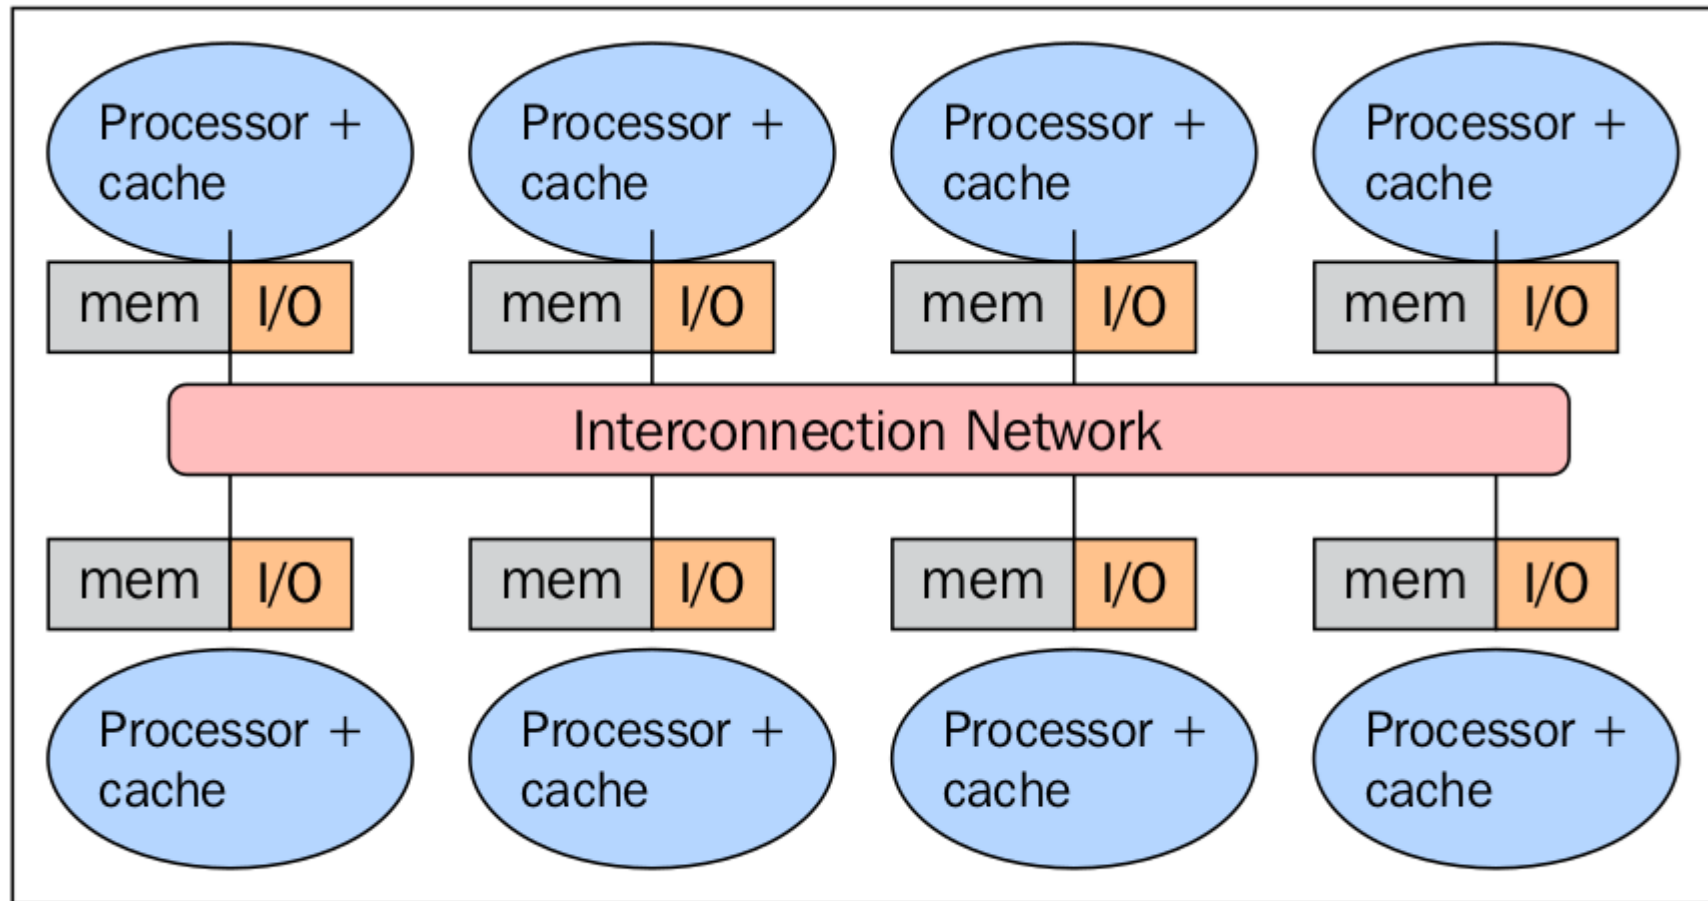 Processor +
cache
Processor +
cache
Processor +
cache
Processor +
cache
mem I/O
mem I/O
mem I/O
mem I/O
Interconnection Network
mem I/O
mem I/O
mem I/O
mem I/O
Processor +
cache
Processor +
cache
Processor +
cache
Processor +
cache